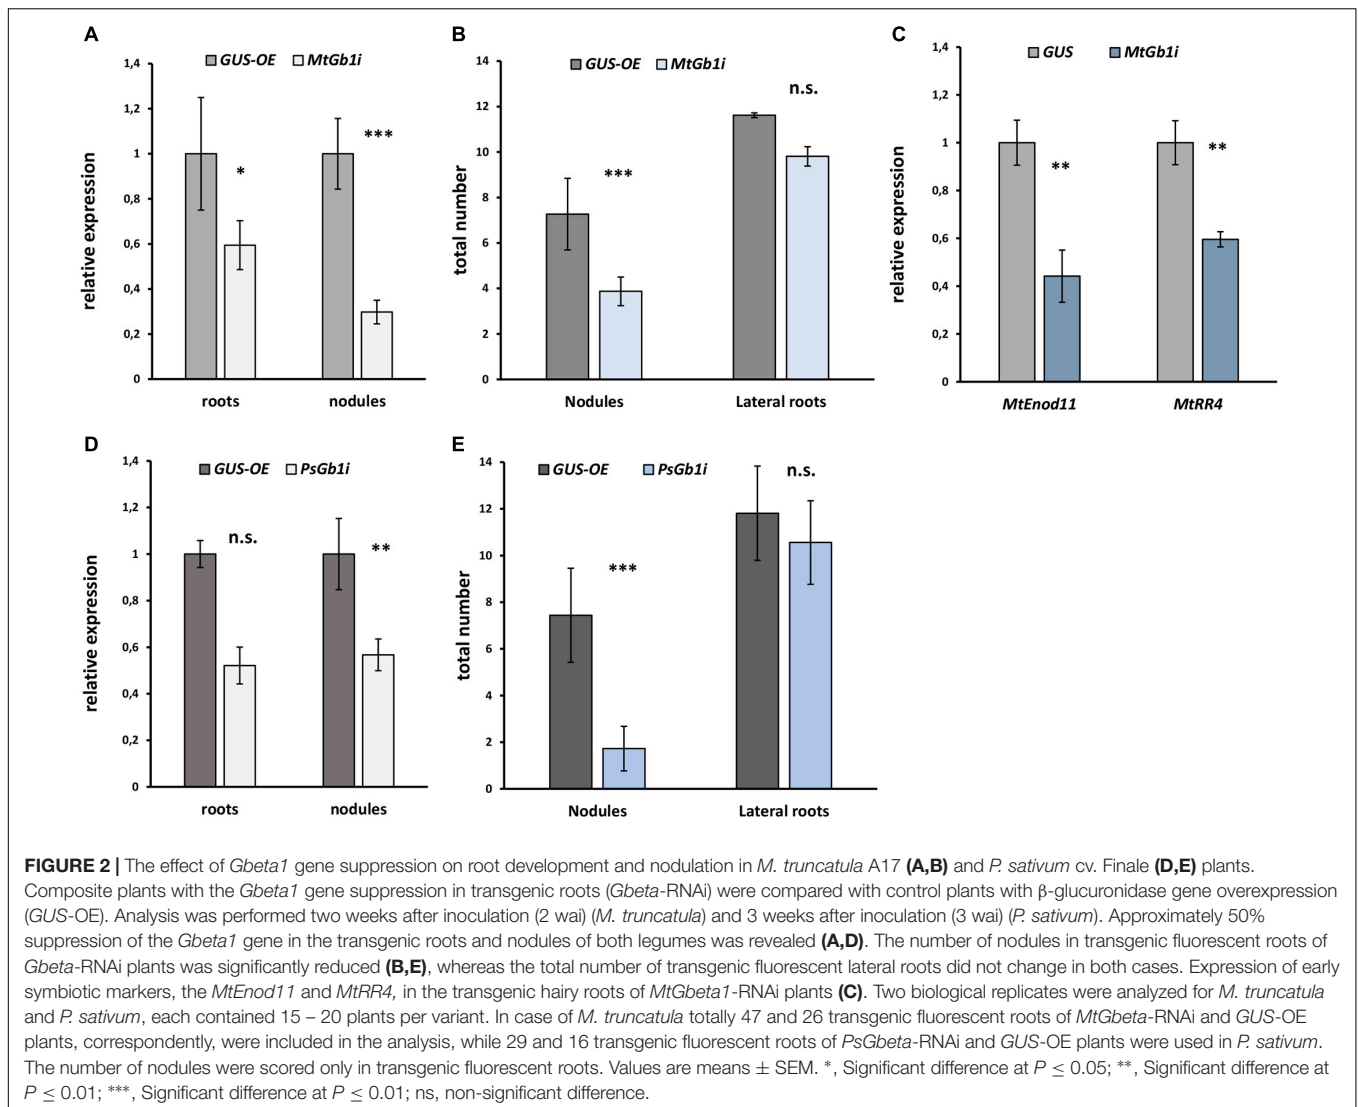 A
GUS-OE MtGb1i
1,4
1,2
1
0,8
0,6
0,4
0,2
0
relative expression
*
***
roots nodules
B
GUS-OE MtGb1i
14
12
10
8
6
4
2
0
total number
***
n.s.
Nodules Lateral roots
C
GUS MtGb1i
1,4
1,2
1
0,8
0,6
0,4
0,2
0
relative expression
**
**
MtEnod11 MtRR4
D
GUS-OE PsGb1i
1,4
1,2
1
0,8
0,6
0,4
0,2
0
relative expression
n.s.
**
roots nodules
E
GUS-OE PsGb1i
14
12
10
8
6
4
2
0
total number
***
n.s.
Nodules Lateral roots
FIGURE 2 | The effect of Gbeta1 gene suppression on root development and nodulation in M. truncatula A17 (A,B) and P. sativum cv. Finale (D,E) plants.
Composite plants with the Gbeta1 gene suppression in transgenic roots (Gbeta-RNAi) were compared with control plants with β-glucuronidase gene overexpression
(GUS-OE). Analysis was performed two weeks after inoculation (2 wai) (M. truncatula) and 3 weeks after inoculation (3 wai) (P. sativum). Approximately 50%
suppression of the Gbeta1 gene in the transgenic roots and nodules of both legumes was revealed (A,D). The number of nodules in transgenic fluorescent roots of
Gbeta-RNAi plants was significantly reduced (B,E), whereas the total number of transgenic fluorescent lateral roots did not change in both cases. Expression of early
symbiotic markers, the MtEnod11 and MtRR4, in the transgenic hairy roots of MtGbeta1-RNAi plants (C). Two biological replicates were analyzed for M. truncatula
and P. sativum, each contained 15 – 20 plants per variant. In case of M. truncatula totally 47 and 26 transgenic fluorescent roots of MtGbeta-RNAi and GUS-OE
plants, correspondently, were included in the analysis, while 29 and 16 transgenic fluorescent roots of PsGbeta-RNAi and GUS-OE plants were used in P. sativum.
The number of nodules were scored only in transgenic fluorescent roots. Values are means ± SEM. *, Significant difference at P ≤ 0.05; **, Significant difference at
P ≤ 0.01; ***, Significant difference at P ≤ 0.01; ns, non-significant difference.